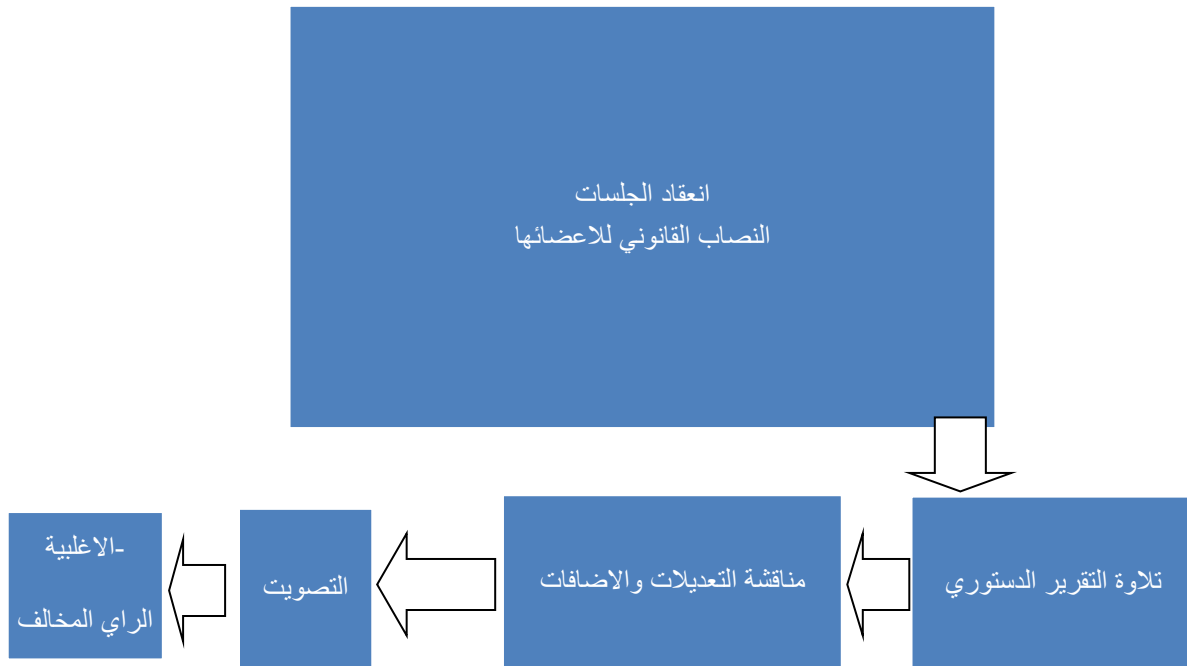 انعقاد الجلسات
النصاب القانوني للاعضائها
تلاوة التقرير الدستوري
مناقشة التعديلات والاضافات
التصويت
-الاغلبية
الراي المخالف